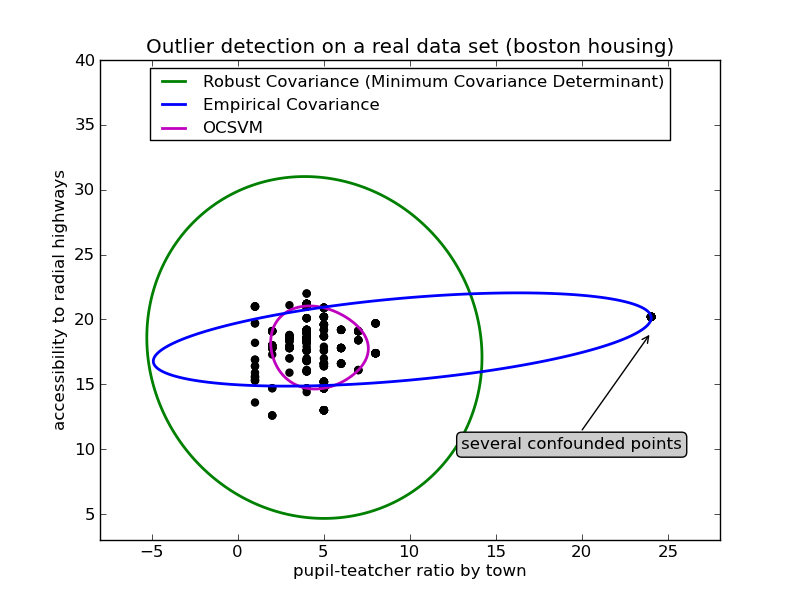 Outlier detection on a real data set (boston housing)
Robust Covariance (Minimum Covariance Determinant)
Empirical Covariance
OCSVM
40
35
30
25
20
15
10
5
accessibility to radial highways
several confounded points
−5
0
5
10
15
20
25
pupil-teatcher ratio by town